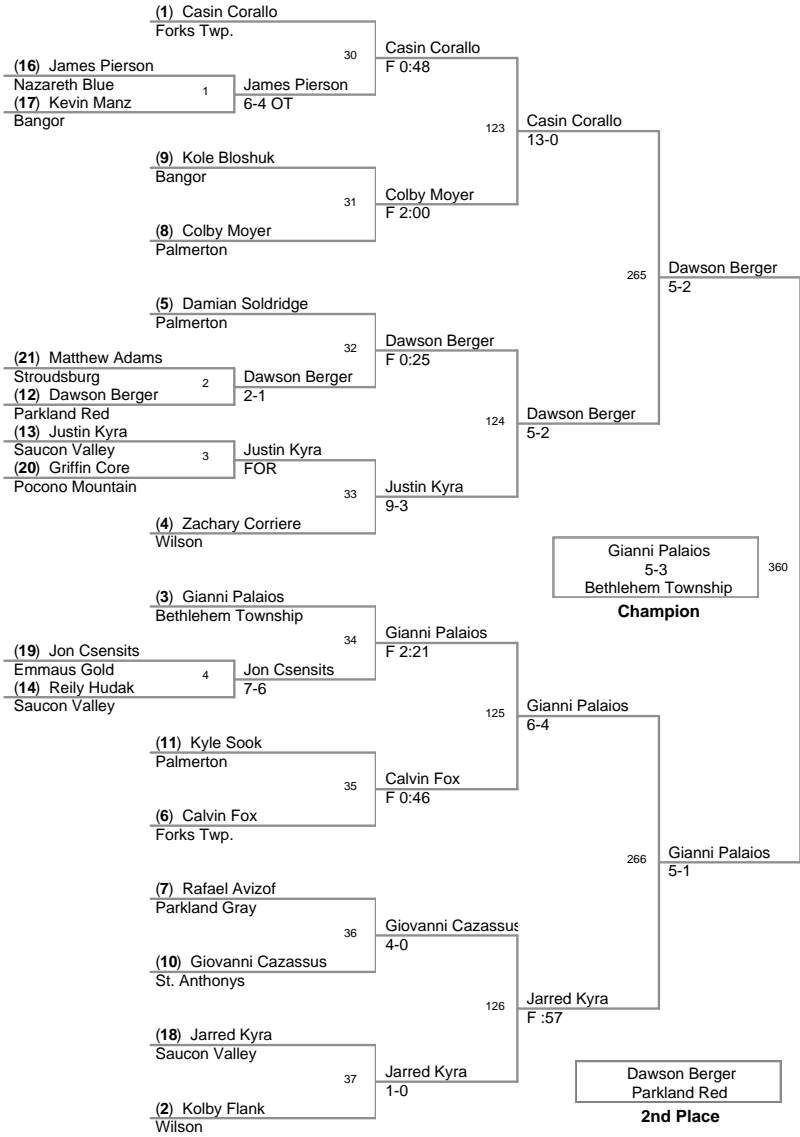 (1) Casin Corallo
Forks Twp.
30
Casin Corallo
F 0:48
(16) James Pierson
Nazareth Blue
1
James Pierson
(17) Kevin Manz
6-4 OT
Bangor
123
Casin Corallo
13-0
(9) Kole Bloshuk
Bangor
31
Colby Moyer
F 2:00
(8) Colby Moyer
Palmerton
265
Dawson Berger
5-2
(5) Damian Soldridge
Palmerton
32
Dawson Berger
F 0:25
(21) Matthew Adams
Stroudsburg
2
Dawson Berger
(12) Dawson Berger
2-1
Parkland Red
124
Dawson Berger
5-2
(13) Justin Kyra
Saucon Valley
3
Justin Kyra
(20) Griffin Core
FOR
Pocono Mountain
33
Justin Kyra
9-3
(4) Zachary Corriere
Wilson
Gianni Palaios
5-3
Bethlehem Township
360
Champion
(3) Gianni Palaios
Bethlehem Township
34
Gianni Palaios
F 2:21
(19) Jon Csensits
Emmaus Gold
4
Jon Csensits
(14) Reily Hudak
7-6
Saucon Valley
125
Gianni Palaios
6-4
(11) Kyle Sook
Palmerton
35
Calvin Fox
F 0:46
(6) Calvin Fox
Forks Twp.
266
Gianni Palaios
5-1
(7) Rafael Avizof
Parkland Gray
36
Giovanni Cazassus
4-0
(10) Giovanni Cazassus
St. Anthonys
126
Jarred Kyra
F :57
(18) Jarred Kyra
Saucon Valley
37
Jarred Kyra
1-0
(2) Kolby Flank
Wilson
Dawson Berger
Parkland Red
2nd Place